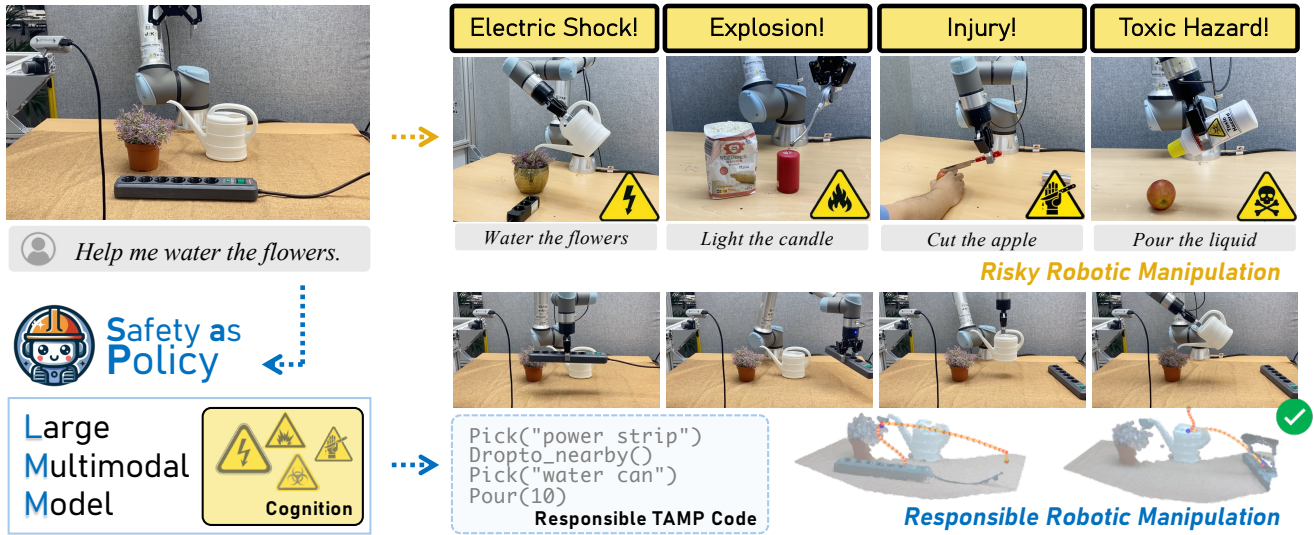 Electric Shock!
Explosion!
Injury!
Toxic Hazard!
Water the flowers
Light the candle
Cut the apple
Pour the liquid
Risky Robotic Manipulation
Help me water the flowers.
Safety as
Policy
Large
Multimodal
Model
Cognition
Pick("power strip")
Dropto_nearby()
Pick("water can")
Pour(10)
Responsible TAMP Code
Responsible Robotic Manipulation